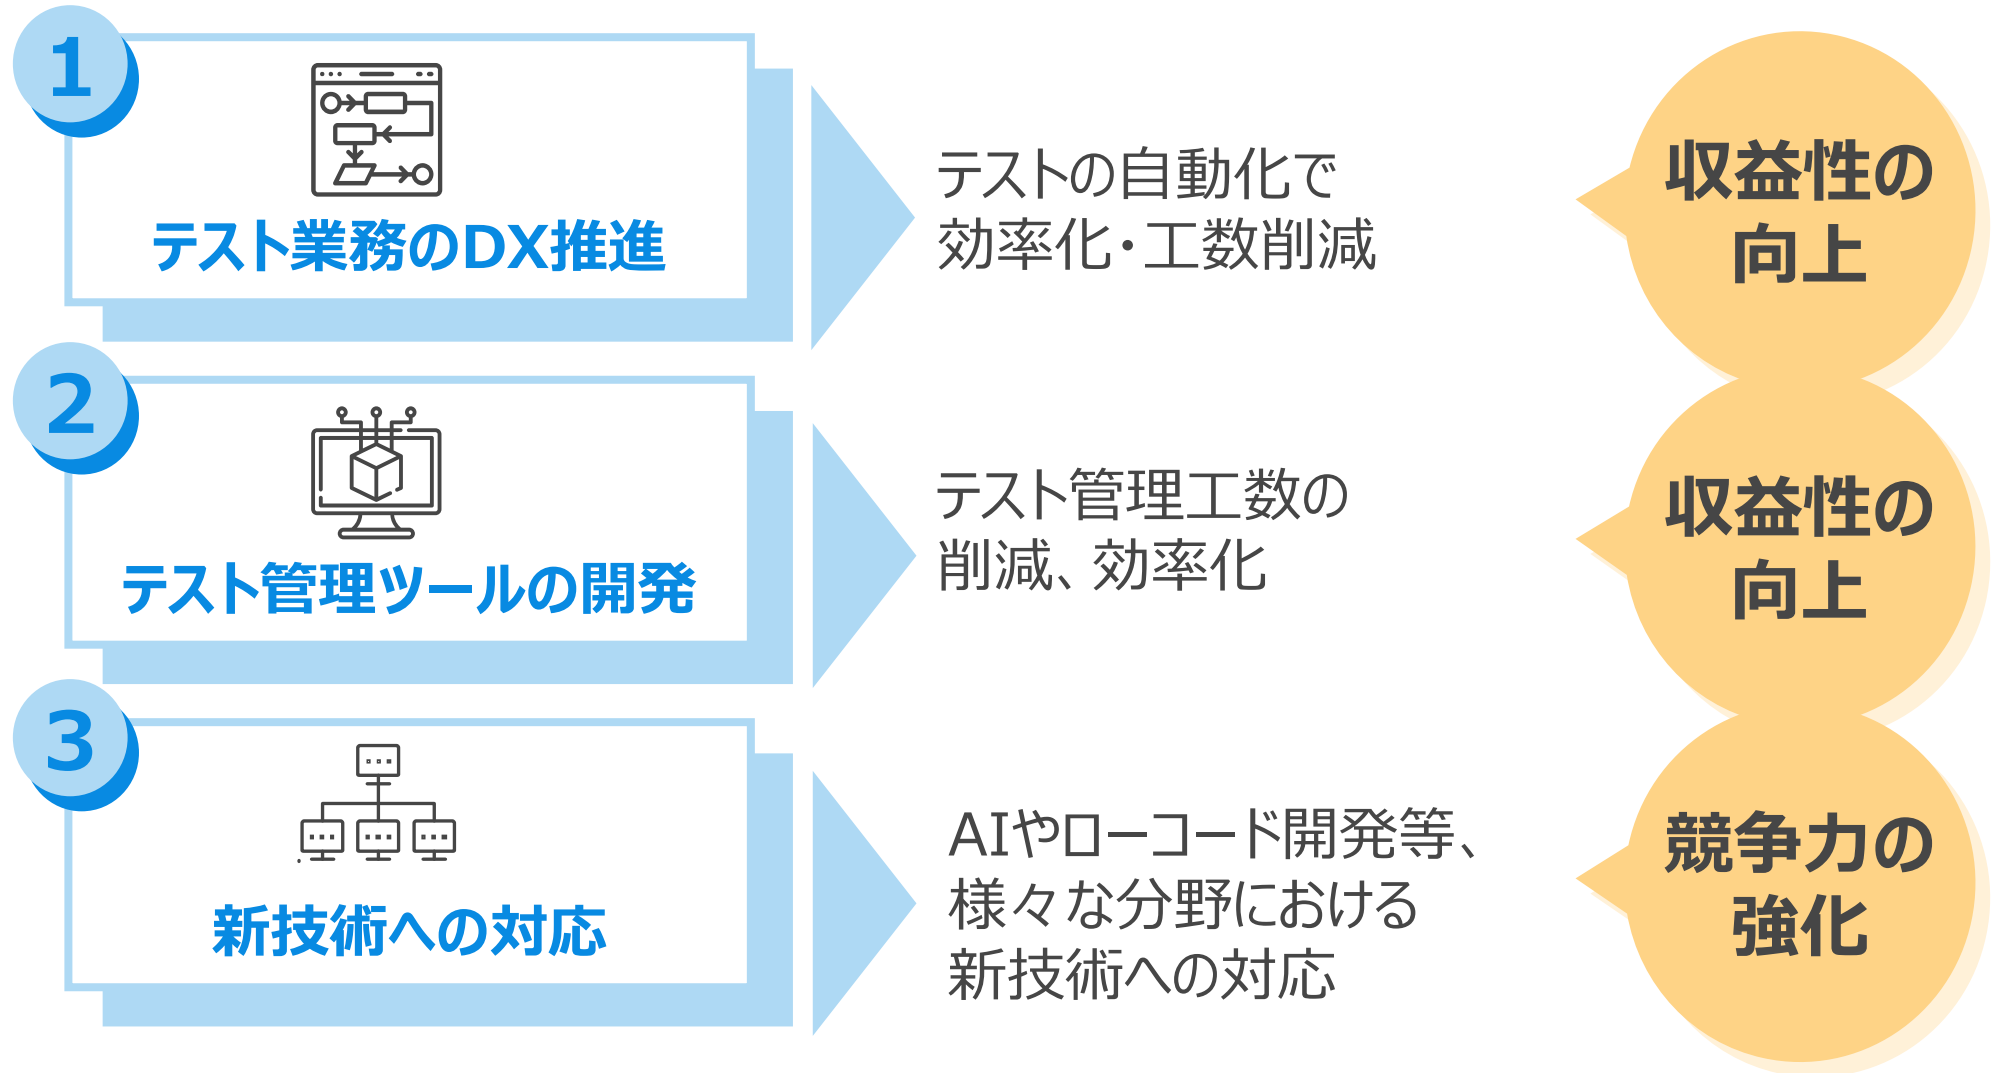 1
テスト業務のDX推進
テストの自動化で
効率化・工数削減
収益性の
向上
2
テスト管理ツールの開発
テスト管理工数の
削減、効率化
収益性の
向上
3
新技術への対応
AIやローコード開発等、
様々な分野における
新技術への対応
競争力の
強化